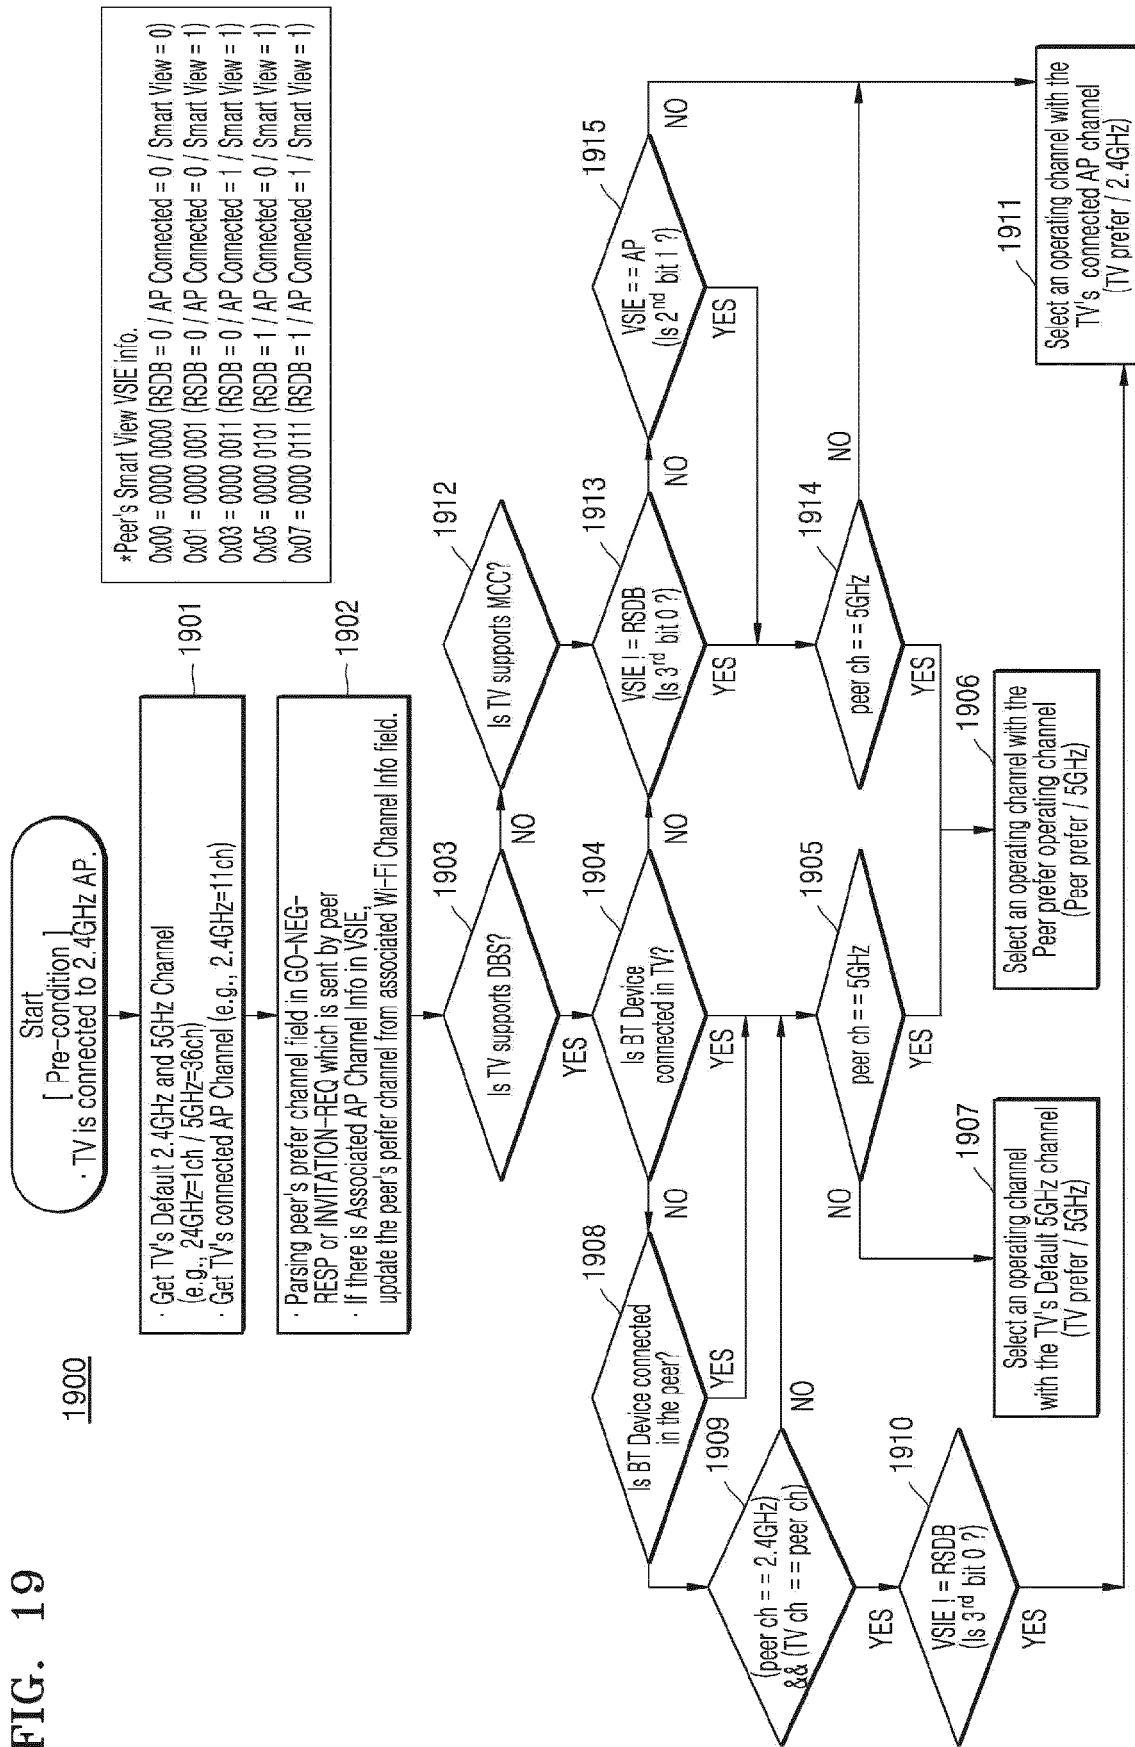 FIG. 19
1900
Start
[ Pre-condition ]
· TV is connected to 2.4GHz AP.
*Peer's Smart View VSIE info.
0x00 = 0000 0000 (RSDB = 0 / AP Connected = 0 / Smart View = 0)
0x01 = 0000 0001 (RSDB = 0 / AP Connected = 0 / Smart View = 1)
0x03 = 0000 0011 (RSDB = 0 / AP Connected = 1 / Smart View = 1)
0x05 = 0000 0101 (RSDB = 1 / AP Connected = 0 / Smart View = 1)
0x07 = 0000 0111 (RSDB = 1 / AP Connected = 1 / Smart View = 1)
· Get TV's Default 2.4GHz and 5GHz Channel
(e.g., 24GHz=1ch / 5GHz=36ch)
· Get TV's connected AP Channel (e.g., 2.4GHz=11ch)
1901
· Parsing peer's prefer channel field in GO-NEG-
RESP or INVITATION-REQ which is sent by peer
· If there is Associated AP Channel Info in VSIE,
update the peer's perfer channel from associated Wi-Fi Channel Info field.
1902
Is TV supports DBS?
1903
NO
YES
Is TV supports MCC?
1912
Is BT Device connected
in the peer?
1908
NO
YES
Is BT Device
connected in TV?
1904
NO
YES
VSIE ! = RSDB
(Is 3rd bit 0 ?)
1913
NO
YES
VSIE = = AP
(Is 2nd bit 1 ?)
1915
NO
YES
(peer ch = = 2.4GHz)
&& (TV ch = = peer ch)
1909
NO
YES
peer ch = = 5GHz
1905
NO
YES
peer ch = = 5GHz
1914
NO
YES
VSIE ! = RSDB
(Is 3rd bit 0 ?)
1910
YES
Select an operating channel
with the TV's Default 5GHz channel
(TV prefer / 5GHz)
1907
Select an operating channel with the
Peer prefer operating channel
(Peer prefer / 5GHz)
1906
Select an operating channel with the
TV's connected AP channel
(TV prefer / 2.4GHz)
1911